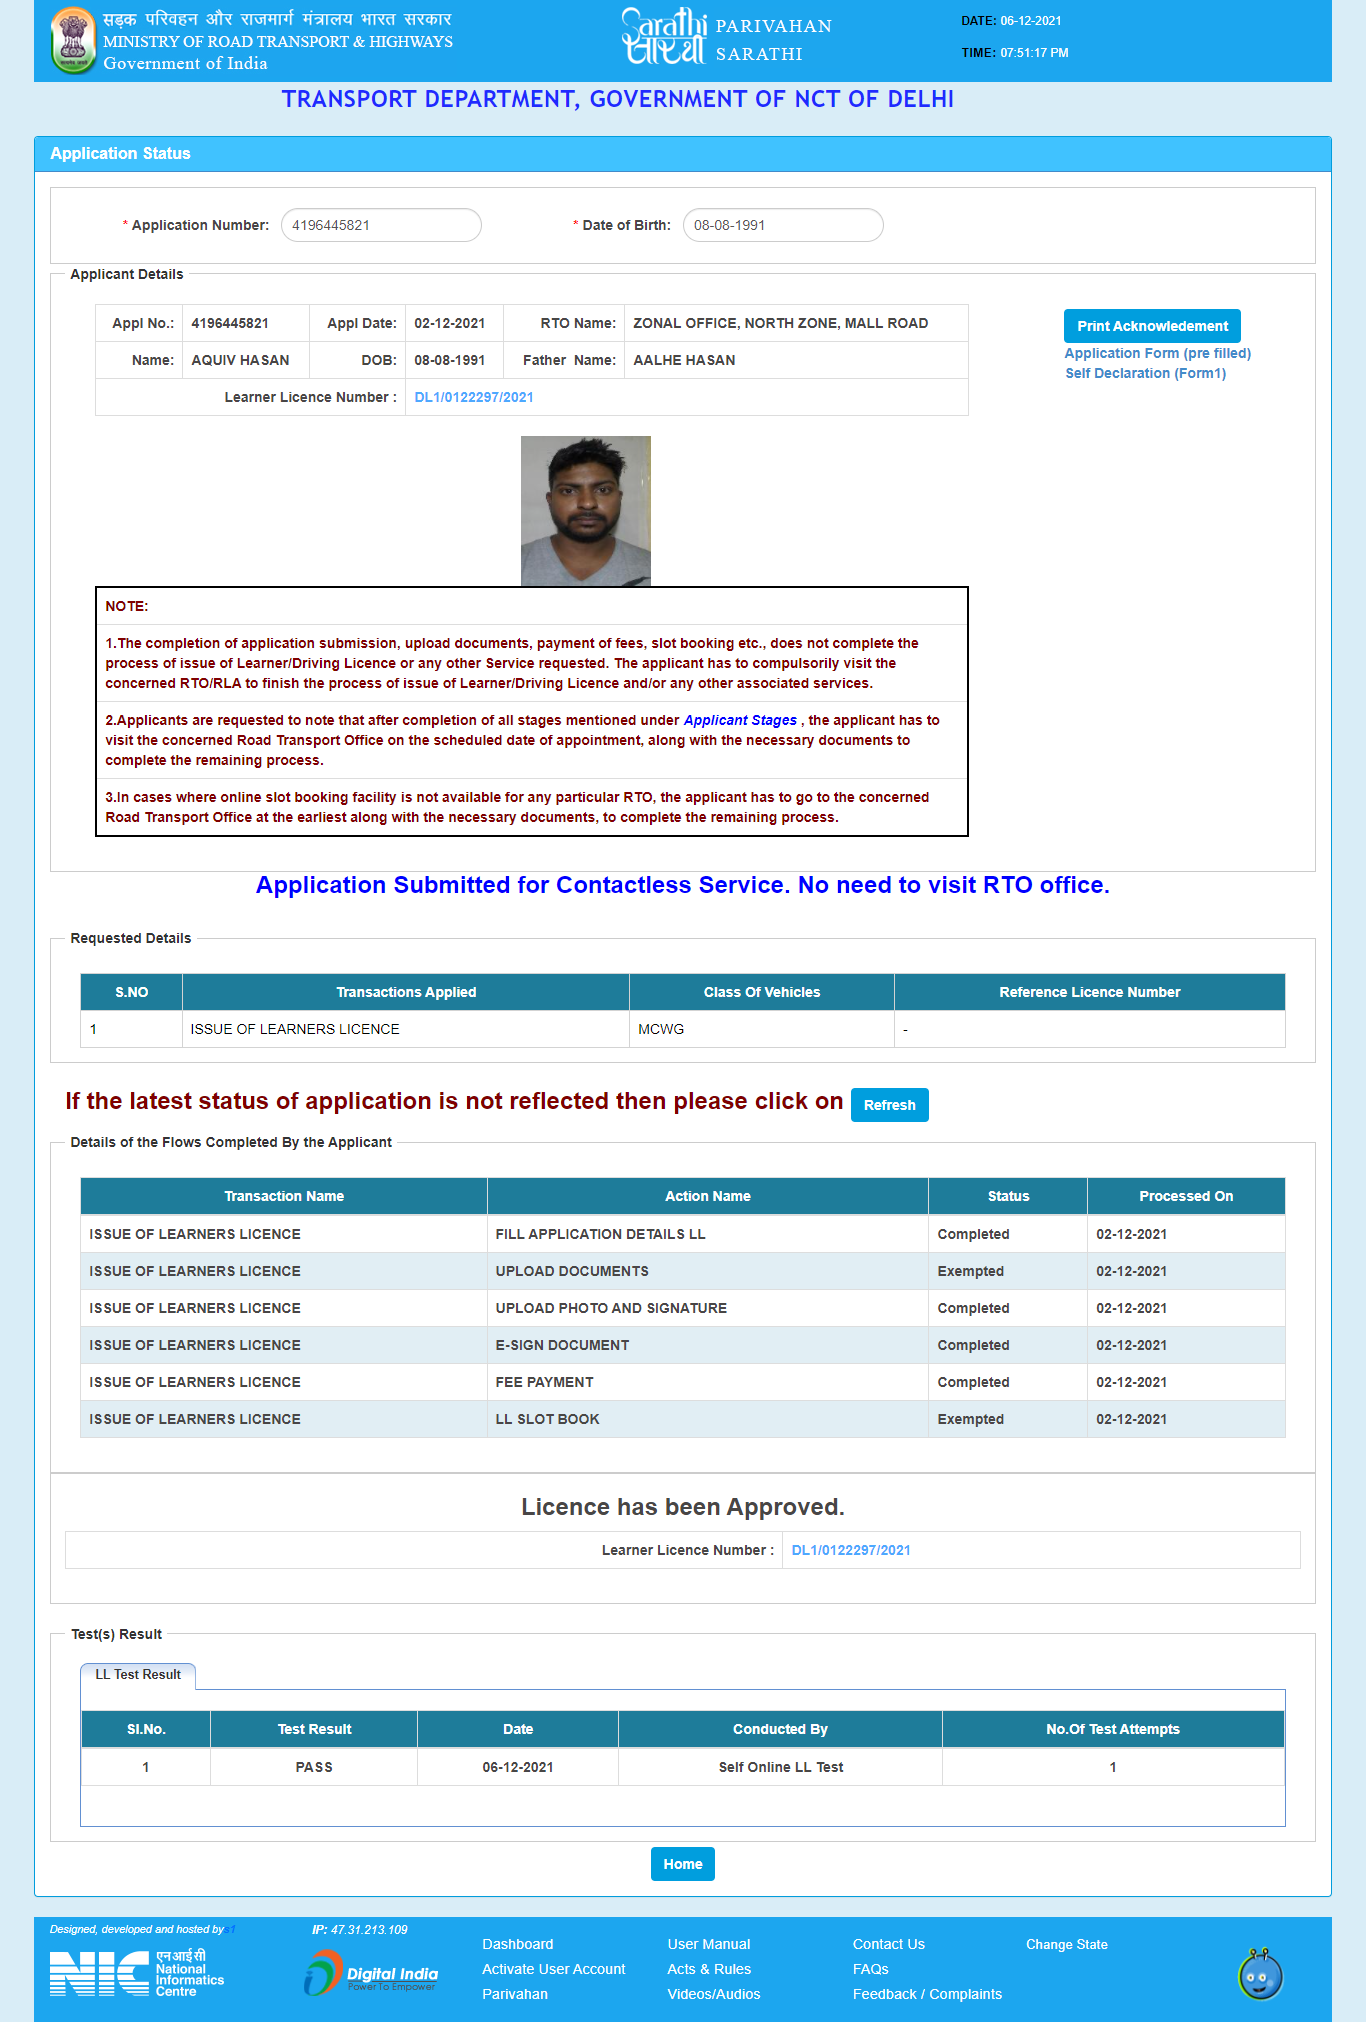 सड़क परिवहन और राजमार्ग मंत्रालय भारत सरकार
MINISTRY OF ROAD TRANSPORT & HIGHWAYS
Government of India
Sarathi
सारथी
PARIVAHAN
SARATHI
DATE: 06-12-2021
TIME: 07:51:17 PM
TRANSPORT DEPARTMENT, GOVERNMENT OF NCT OF DELHI
Application Status
* Application Number: 4196445821 * Date of Birth: 08-08-1991
Applicant Details
Appl No.: 4196445821 Appl Date: 02-12-2021 RTO Name: ZONAL OFFICE, NORTH ZONE, MALL ROAD
Name: AQUIV HASAN DOB: 08-08-1991 Father Name: AALHE HASAN
Learner Licence Number : DL1/0122297/2021
Print Acknowledement
Application Form (pre filled)
Self Declaration (Form1)
NOTE:
1.The completion of application submission, upload documents, payment of fees, slot booking etc., does not complete the
process of issue of Learner/Driving Licence or any other Service requested. The applicant has to compulsorily visit the
concerned RTO/RLA to finish the process of issue of Learner/Driving Licence and/or any other associated services.
2.Applicants are requested to note that after completion of all stages mentioned under Applicant Stages , the applicant has to
visit the concerned Road Transport Office on the scheduled date of appointment, along with the necessary documents to
complete the remaining process.
3.In cases where online slot booking facility is not available for any particular RTO, the applicant has to go to the concerned
Road Transport Office at the earliest along with the necessary documents, to complete the remaining process.
Application Submitted for Contactless Service. No need to visit RTO office.
Requested Details
S.NO Transactions Applied Class Of Vehicles Reference Licence Number
1 ISSUE OF LEARNERS LICENCE MCWG -
If the latest status of application is not reflected then please click on Refresh
Details of the Flows Completed By the Applicant
Transaction Name Action Name Status Processed On
ISSUE OF LEARNERS LICENCE FILL APPLICATION DETAILS LL Completed 02-12-2021
ISSUE OF LEARNERS LICENCE UPLOAD DOCUMENTS Exempted 02-12-2021
ISSUE OF LEARNERS LICENCE UPLOAD PHOTO AND SIGNATURE Completed 02-12-2021
ISSUE OF LEARNERS LICENCE E-SIGN DOCUMENT Completed 02-12-2021
ISSUE OF LEARNERS LICENCE FEE PAYMENT Completed 02-12-2021
ISSUE OF LEARNERS LICENCE LL SLOT BOOK Exempted 02-12-2021
Licence has been Approved.
Learner Licence Number : DL1/0122297/2021
Test(s) Result
LL Test Result
Sl.No. Test Result Date Conducted By No.Of Test Attempts
1 PASS 06-12-2021 Self Online LL Test 1
Home
Designed, developed and hosted bys1
IP: 47.31.213.109
NIC
एन आई सी
National
Informatics
Centre
Digital India
Power To Empower
Dashboard User Manual Contact Us Change State
Activate User Account Acts & Rules FAQs
Parivahan Videos/Audios Feedback / Complaints